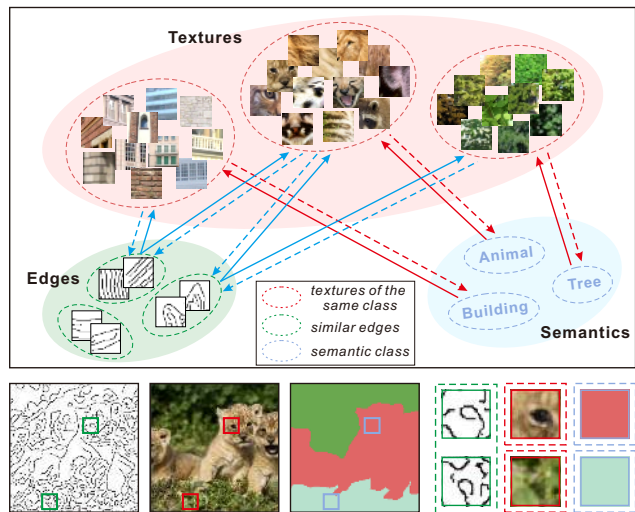 Textures
Edges
Animal
Tree
Building
Semantics
textures of the
same class
similar edges
semantic class